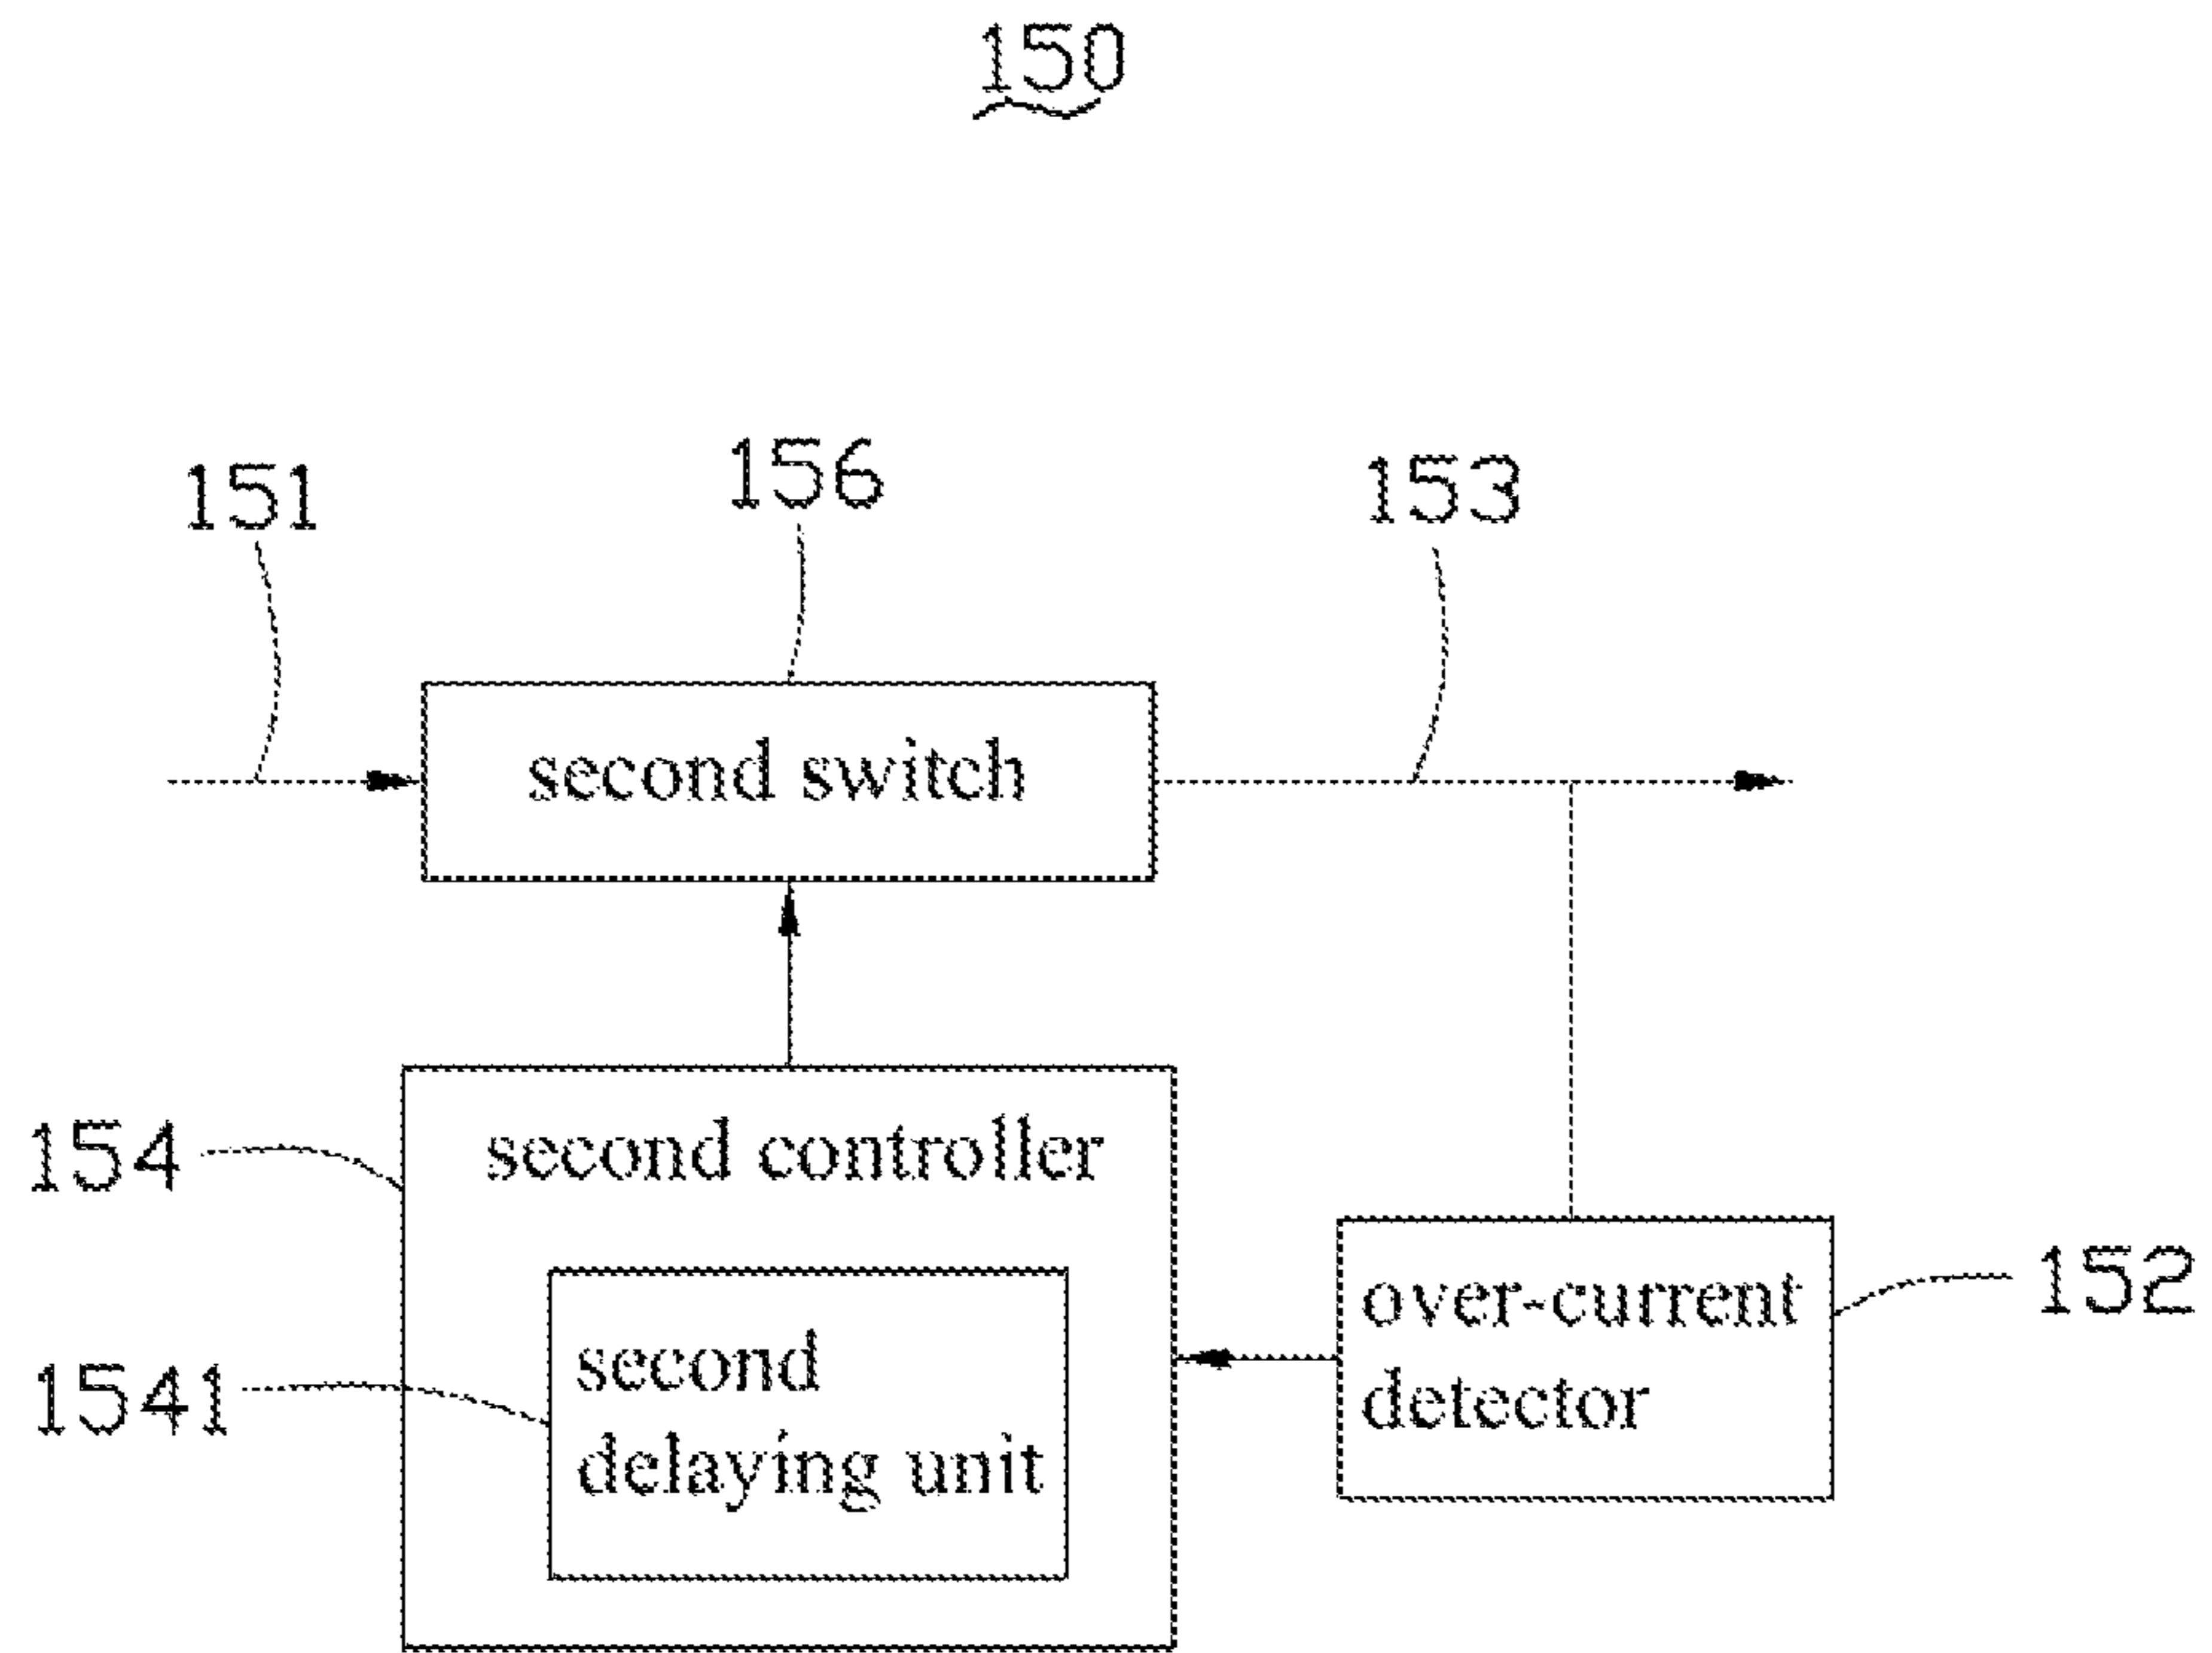 150
151
156
153
second switch
154
second controller
1541
second
delaying unit
over-current
detector
152